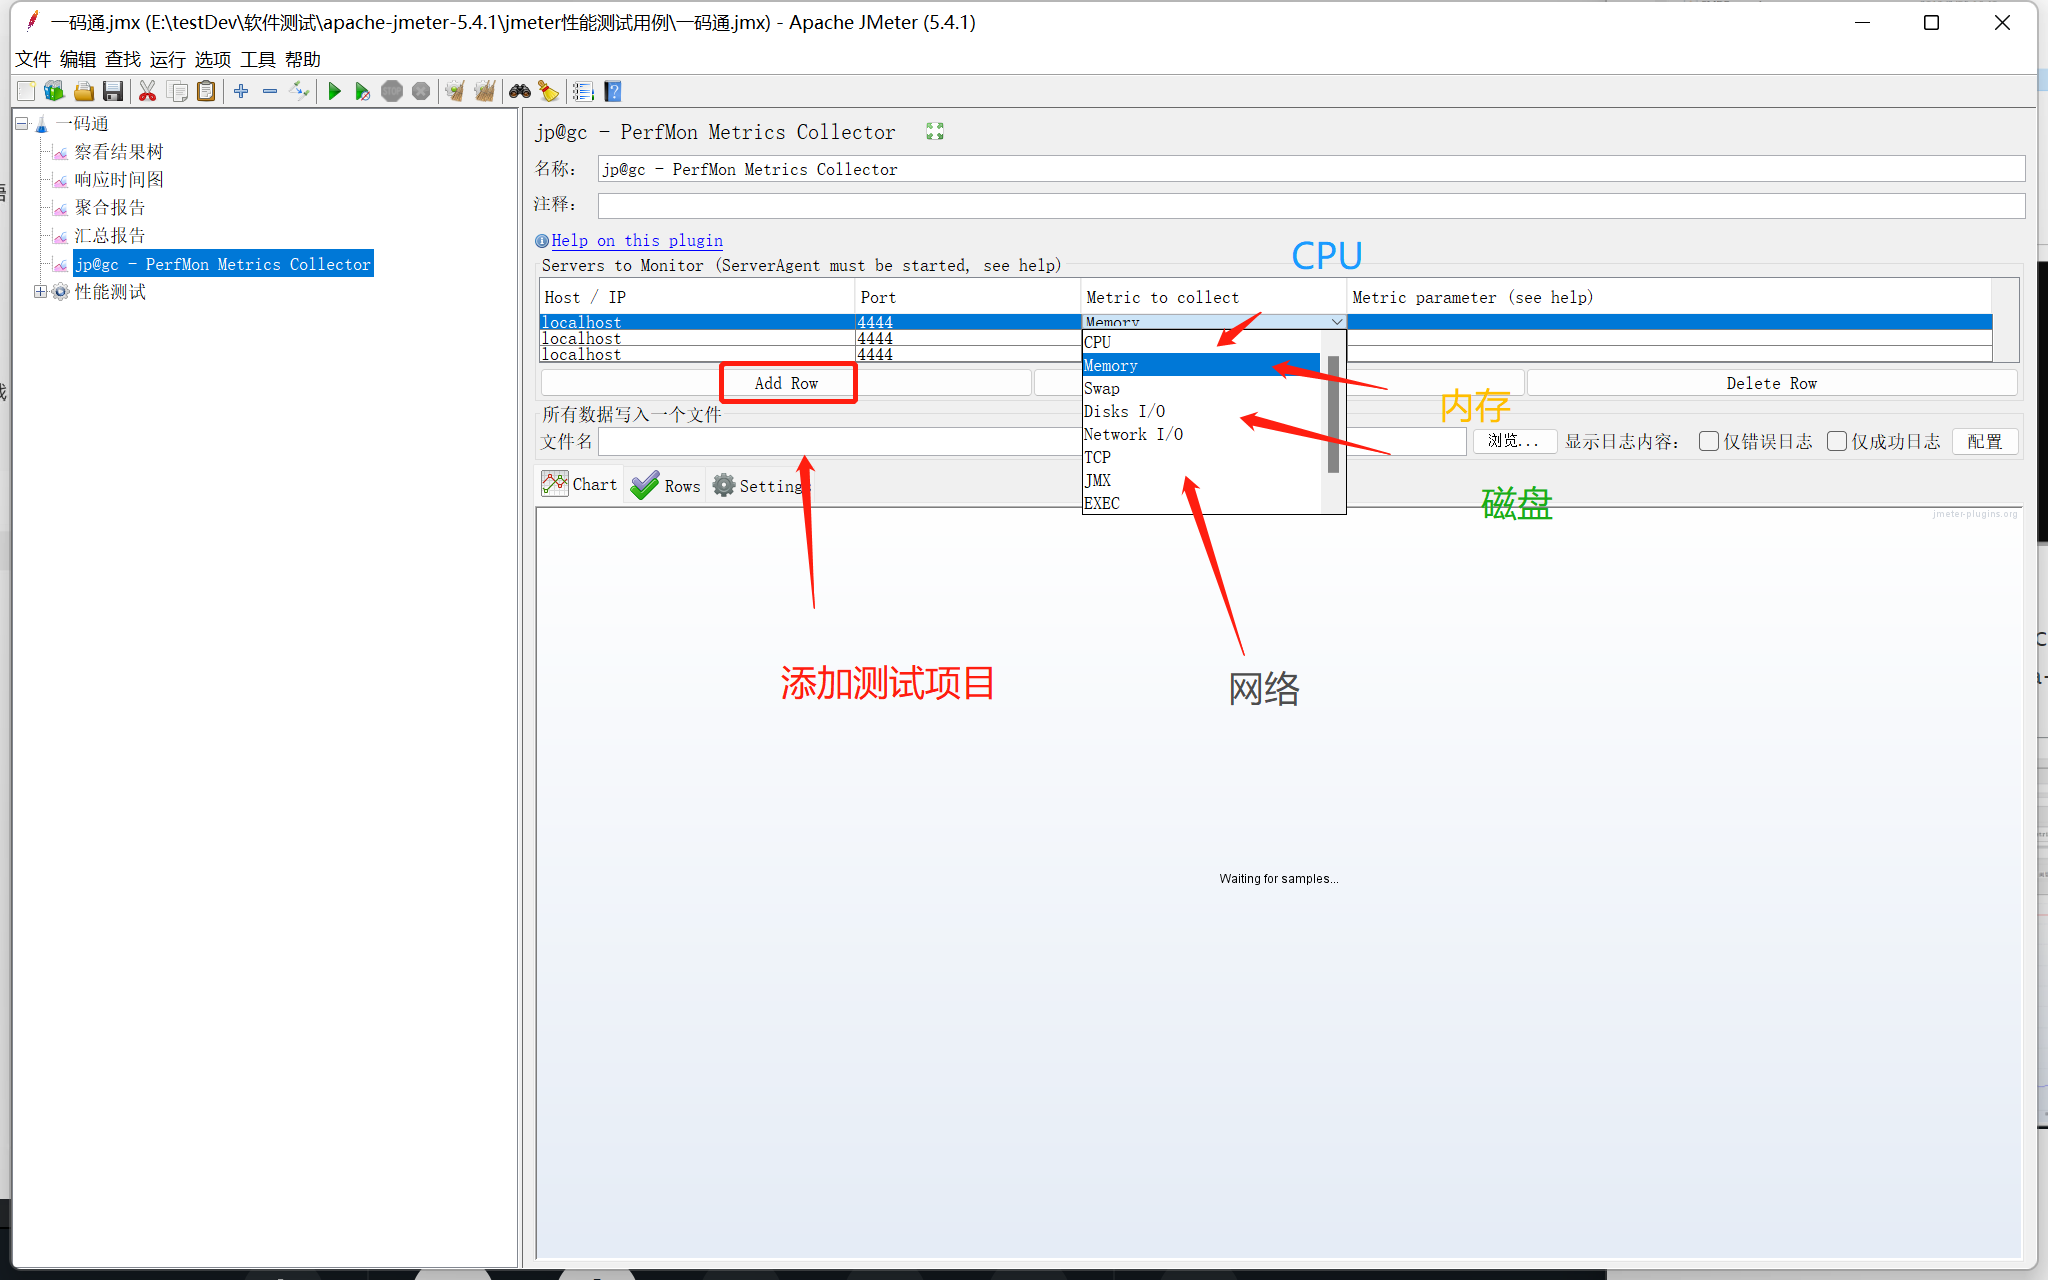 一码通.jmx (E:\testDev\软件测试\apache-jmeter-5.4.1\jmeter性能测试用例\一码通.jmx) - Apache JMeter (5.4.1)
文件 编辑 查找 运行 选项 工具 帮助
STOP
一码通
察看结果树
响应时间图
聚合报告
汇总报告
jp@gc - PerfMon Metrics Collector
性能测试
jp@gc - PerfMon Metrics Collector
名称： jp@gc - PerfMon Metrics Collector
注释：
Help on this plugin
CPU
Servers to Monitor (ServerAgent must be started, see help)
Host / IP Port Metric to collect Metric parameter (see help)
localhost 4444 Memory
localhost 4444
localhost 4444
CPU
Memory
Swap
Disks I/O
Network I/O
TCP
JMX
EXEC
Add Row Delete Row
内存
所有数据写入一个文件
文件名 浏览... 显示日志内容： 仅错误日志 仅成功日志 配置
Chart Rows Settings
磁盘
jmeter-plugins.org
添加测试项目
网络
Waiting for samples...